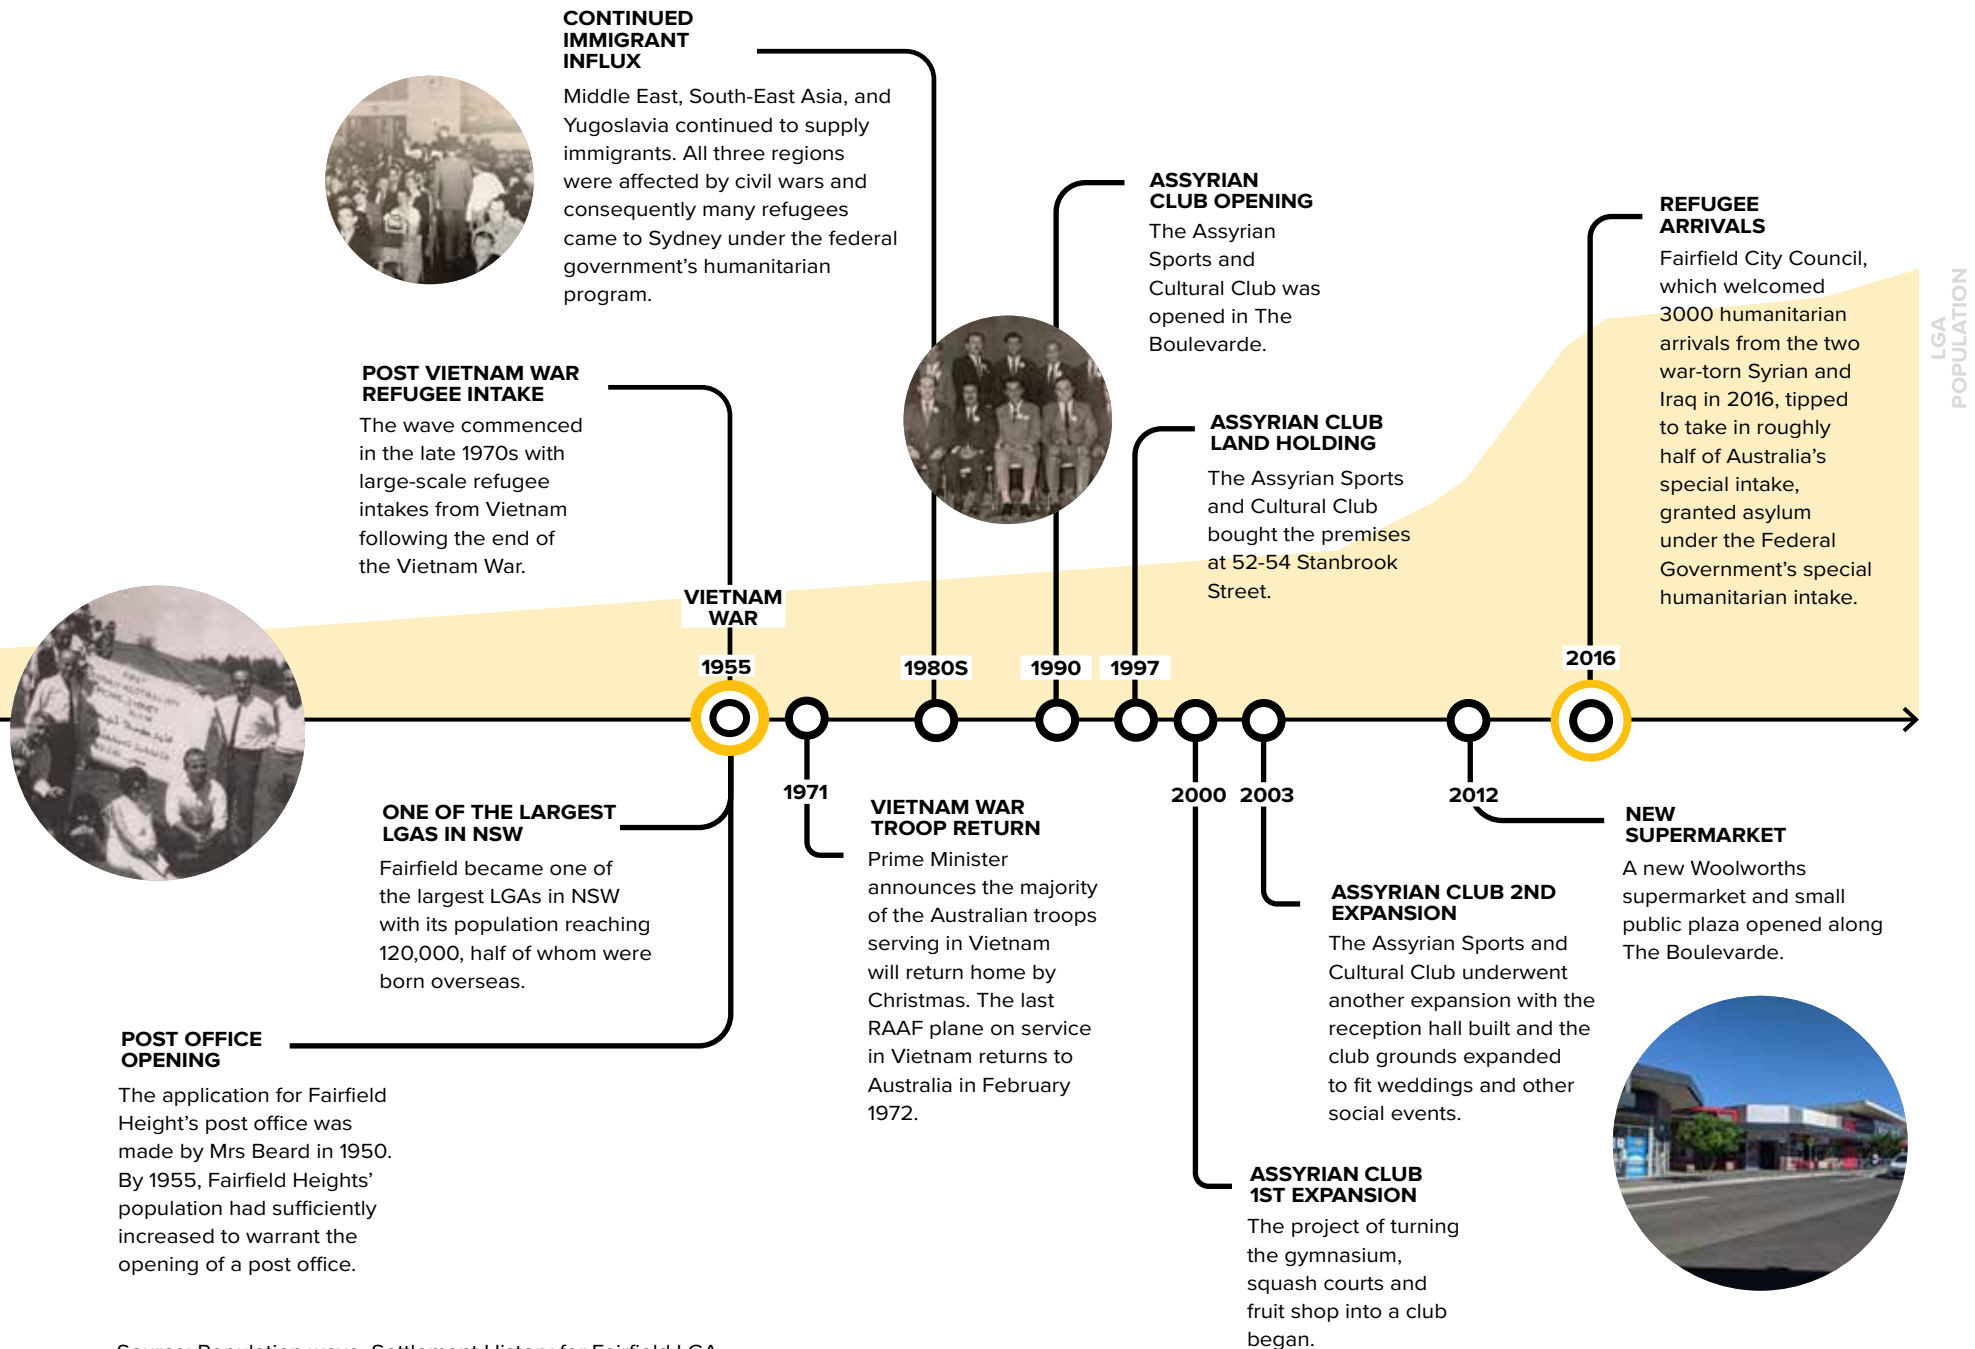 CONTINUED
IMMIGRANT
INFLUX
Middle East, South-East Asia, and
Yugoslavia continued to supply
immigrants. All three regions
were affected by civil wars and
consequently many refugees
came to Sydney under the federal
government's humanitarian
program.
ASSYRIAN
CLUB OPENING
The Assyrian
Sports and
Cultural Club was
opened in The
Boulevarde.
REFUGEE
ARRIVALS
Fairfield City Council,
which welcomed
3000 humanitarian
arrivals from the two
war-torn Syrian and
Iraq in 2016, tipped
to take in roughly
half of Australia's
special intake,
granted asylum
under the Federal
Government's special
humanitarian intake.
LGA
POPULATION
POST VIETNAM WAR
REFUGEE INTAKE
The wave commenced
in the late 1970s with
large-scale refugee
intakes from Vietnam
following the end of
the Vietnam War.
ASSYRIAN CLUB
LAND HOLDING
The Assyrian Sports
and Cultural Club
bought the premises
at 52-54 Stanbrook
Street.
VIETNAM
WAR
1955
1980S
1990
1997
2016
1971
2000
2003
2012
ONE OF THE LARGEST
LGAS IN NSW
Fairfield became one of
the largest LGAs in NSW
with its population reaching
120,000, half of whom were
born overseas.
VIETNAM WAR
TROOP RETURN
Prime Minister
announces the majority
of the Australian troops
serving in Vietnam
will return home by
Christmas. The last
RAAF plane on service
in Vietnam returns to
Australia in February
1972.
NEW
SUPERMARKET
A new Woolworths
supermarket and small
public plaza opened along
The Boulevarde.
ASSYRIAN CLUB 2ND
EXPANSION
The Assyrian Sports and
Cultural Club underwent
another expansion with the
reception hall built and the
club grounds expanded
to fit weddings and other
social events.
POST OFFICE
OPENING
The application for Fairfield
Height's post office was
made by Mrs Beard in 1950.
By 1955, Fairfield Heights'
population had sufficiently
increased to warrant the
opening of a post office.
ASSYRIAN CLUB
1ST EXPANSION
The project of turning
the gymnasium,
squash courts and
fruit shop into a club
began.
Source: Population wave, Settlement History for Fairfield LGA